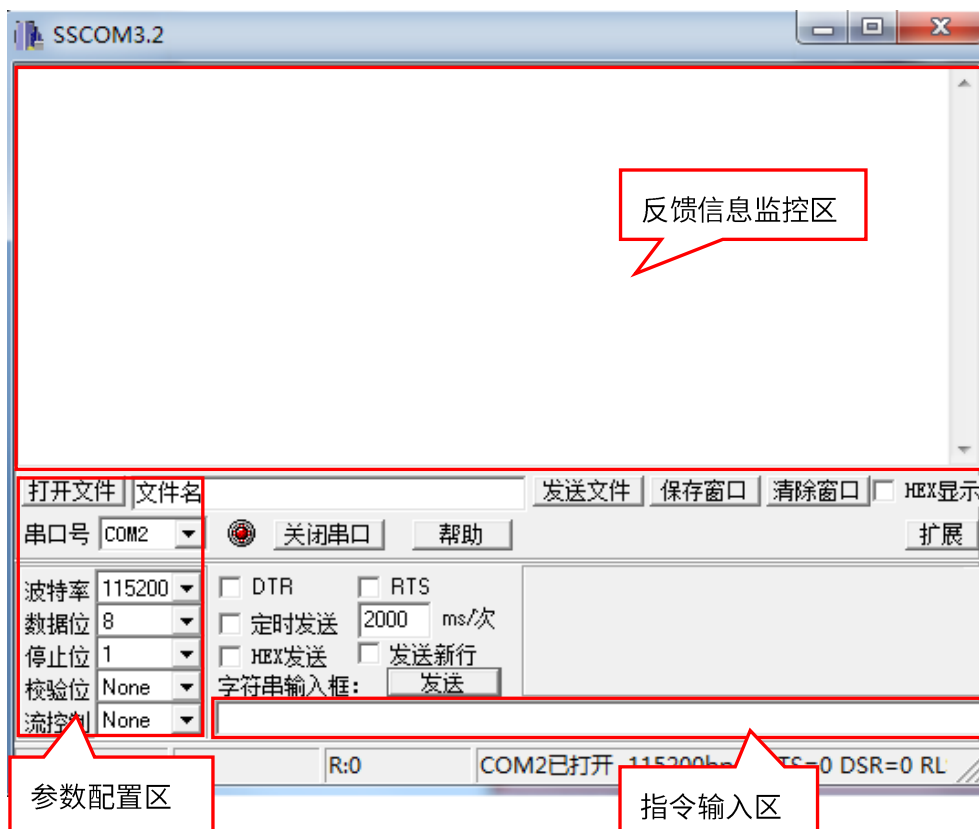 SSCOM3.2
反馈信息监控区
打开文件 文件名 发送文件 保存窗口 清除窗口 HEX显示
串口号 COM2 关闭串口 帮助 扩展
波特率 115200 DTR RTS
数据位 8 定时发送 2000 ms/次
停止位 1 HEX发送 发送新行
校验位 None 字符串输入框： 发送
流控制 None
R:0 COM2已打开 115200bp TS=0 DSR=0 RL
参数配置区 指令输入区